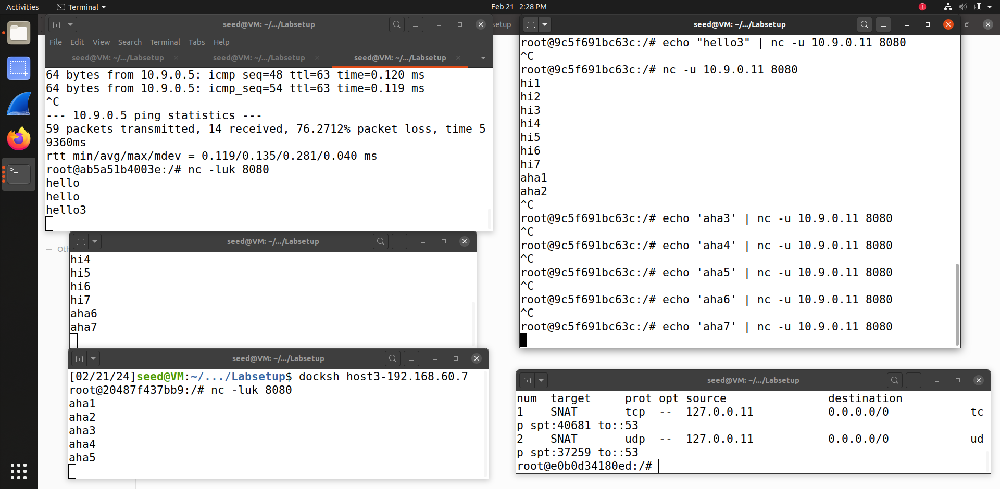 Activities
Terminal
Feb 21 2:28 PM
seed@VM: ~/.../Labsetup
File Edit View Search Terminal Tabs Help
seed@VM: ~/.../Labsetup
seed@VM: ~/.../Labsetup
seed@VM: ~/.../Labsetup
64 bytes from 10.9.0.5: icmp_seq=48 ttl=63 time=0.120 ms
64 bytes from 10.9.0.5: icmp_seq=54 ttl=63 time=0.119 ms
^C
--- 10.9.0.5 ping statistics ---
59 packets transmitted, 14 received, 76.2712% packet loss, time 5
9360ms
rtt min/avg/max/mdev = 0.119/0.135/0.281/0.040 ms
root@ab5a51b4003e:/# nc -luk 8080
hello
hello
hello3
setup
Oth
seed@VM: ~/.../Labsetup
hi4
hi5
hi6
hi7
aha6
aha7
seed@VM: ~/.../Labsetup
[02/21/24]seed@VM:~/.../Labsetup$ docksh host3-192.168.60.7
root@20487f437bb9:/# nc -luk 8080
aha1
aha2
aha3
aha4
aha5
seed@VM: ~/.../Labsetup
root@9c5f691bc63c:/# echo "hello3" | nc -u 10.9.0.11 8080
^C
root@9c5f691bc63c:/# nc -u 10.9.0.11 8080
hi1
hi2
hi3
hi4
hi5
hi6
hi7
aha1
aha2
^C
root@9c5f691bc63c:/# echo 'aha3' | nc -u 10.9.0.11 8080
^C
root@9c5f691bc63c:/# echo 'aha4' | nc -u 10.9.0.11 8080
^C
root@9c5f691bc63c:/# echo 'aha5' | nc -u 10.9.0.11 8080
^C
root@9c5f691bc63c:/# echo 'aha6' | nc -u 10.9.0.11 8080
^C
root@9c5f691bc63c:/# echo 'aha7' | nc -u 10.9.0.11 8080
seed@VM: ~/.../Labsetup
num target prot opt source destination
1 SNAT tcp -- 127.0.0.11 0.0.0.0/0 tc
p spt:40681 to::53
2 SNAT udp -- 127.0.0.11 0.0.0.0/0 ud
p spt:37259 to::53
root@e0b0d34180ed:/#